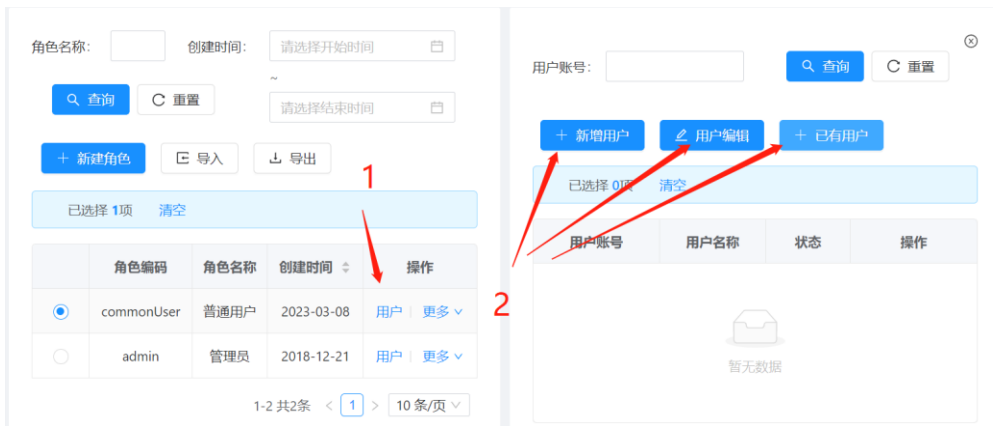 角色名称:
创建时间:
请选择开始时间
~
请选择结束时间
查询
重置
新建角色
导入
导出
1
已选择 1项 清空
角色编码 角色名称 创建时间 操作
commonUser 普通用户 2023-03-08 用户 更多
admin 管理员 2018-12-21 用户 更多
1-2 共2条 < 1 > 10 条/页
用户账号:
查询
重置
新增用户
用户编辑
已有用户
已选择 0项 清空
用户账号 用户名称 状态 操作
2
暂无数据